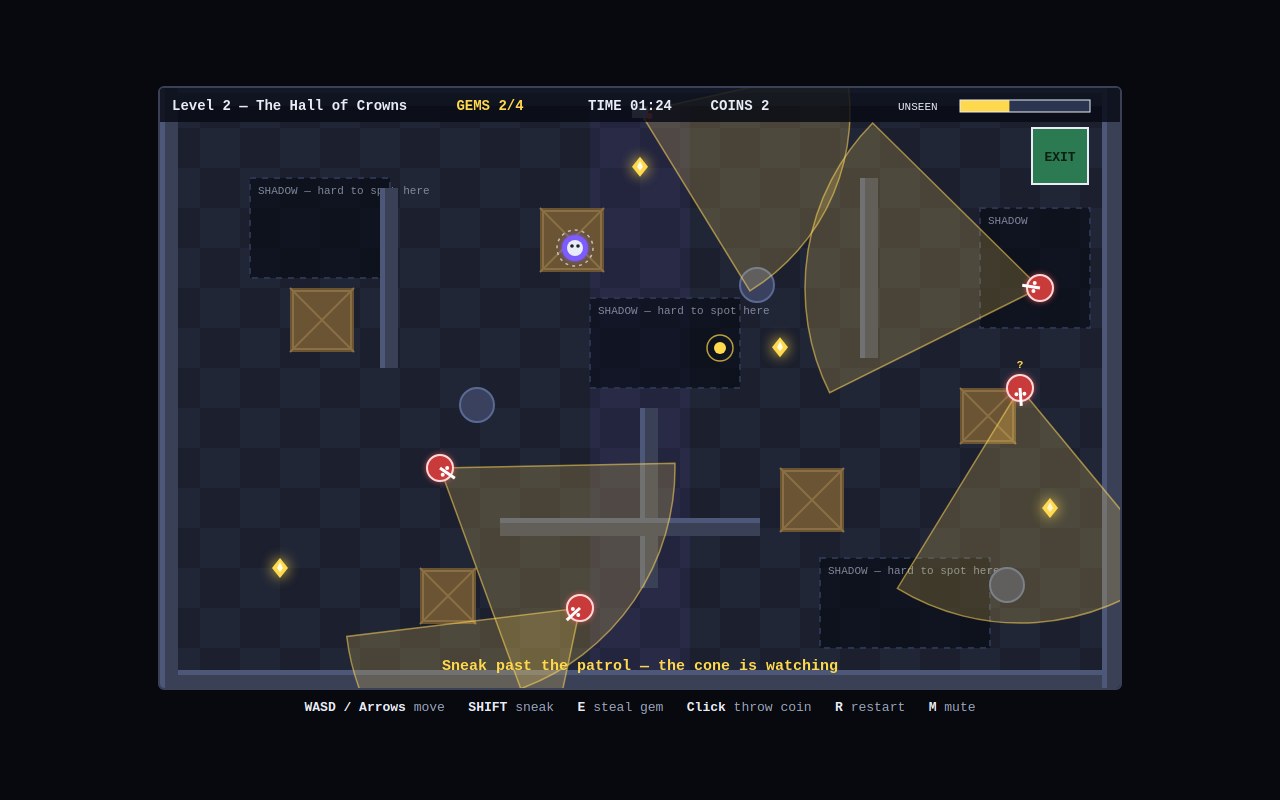 Level 2 — The Hall of Crowns GEMS 2/4 TIME 01:24 COINS 2 UNSEEN
EXIT
SHADOW — hard to spot here
SHADOW
SHADOW — hard to spot here
?
SHADOW — hard to spot here
Sneak past the patrol — the cone is watching
WASD / Arrows move SHIFT sneak E steal gem Click throw coin R restart M mute